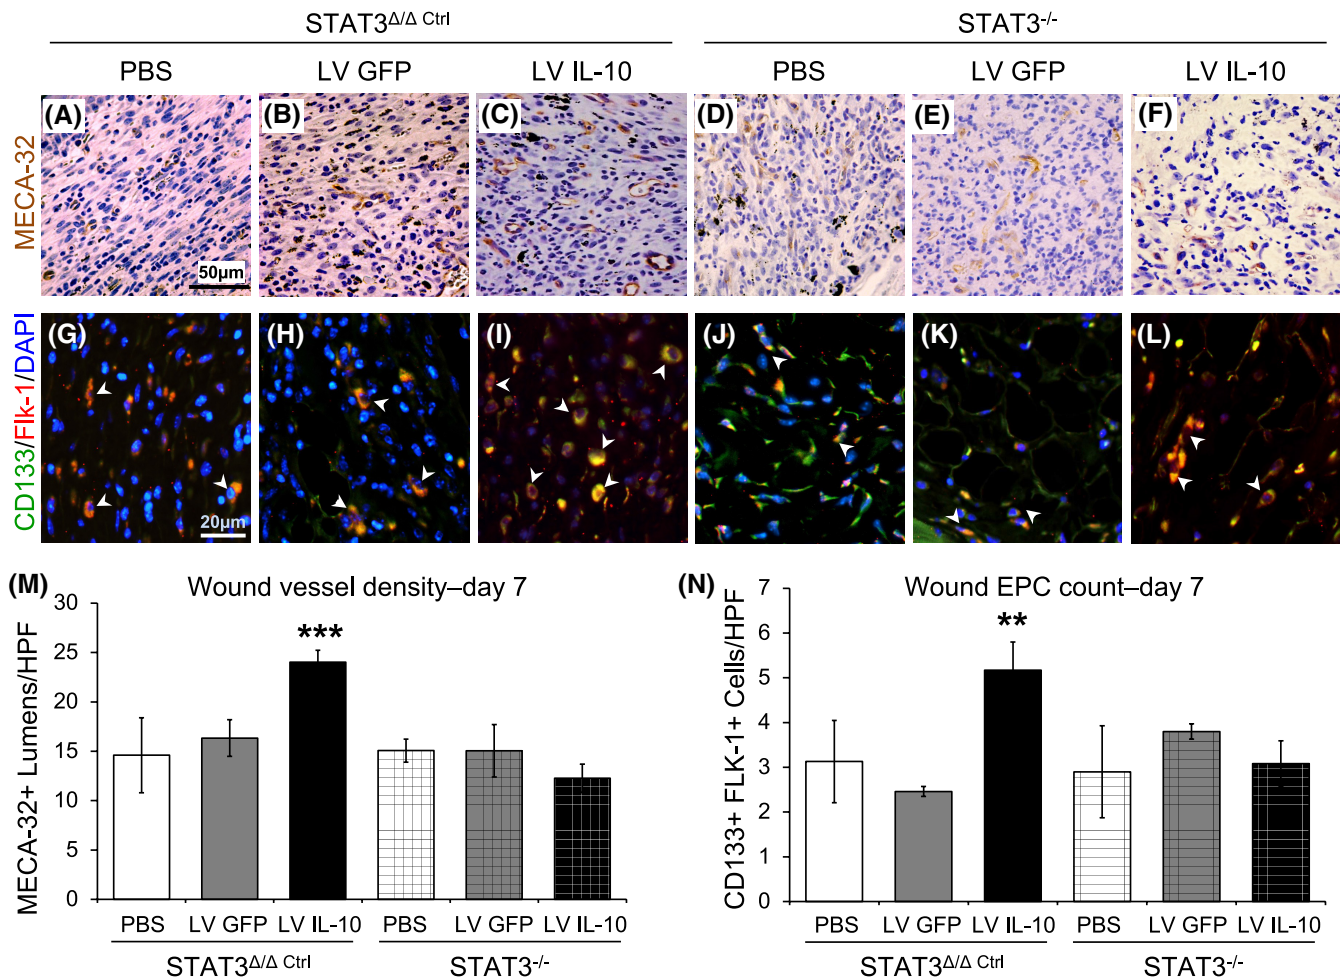 STAT3Δ/Δ Ctrl STAT3-/-
PBS LV GFP LV IL-10 PBS LV GFP LV IL-10
MECA-32
(A) (B) (C) (D) (E) (F)
50µm
CD133/Flk-1/DAPI
(G) (H) (I) (J) (K) (L)
20µm
(M) Wound vessel density–day 7
MECA-32+ Lumens/HPF
30
25
20
15
10
5
0
***
PBS LV GFP LV IL-10 PBS LV GFP LV IL-10
STAT3Δ/Δ Ctrl STAT3-/-
(N) Wound EPC count–day 7
CD133+ FLK-1+ Cells/HPF
7
6
5
4
3
2
1
0
**
PBS LV GFP LV IL-10 PBS LV GFP LV IL-10
STAT3Δ/Δ Ctrl STAT3-/-